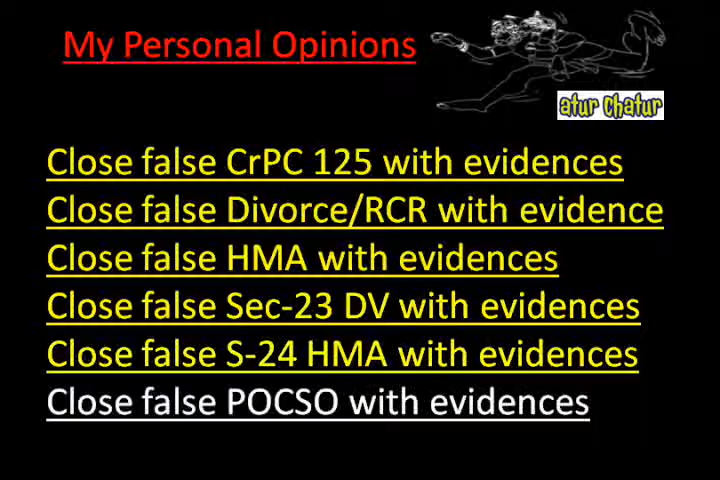 My Personal Opinions
atur chatur
Close false CrPC 125 with evidences
Close false Divorce/RCR with evidence
Close false HMA with evidences
Close false Sec-23 DV with evidences
Close false S-24 HMA with evidences
Close false POCSO with evidences